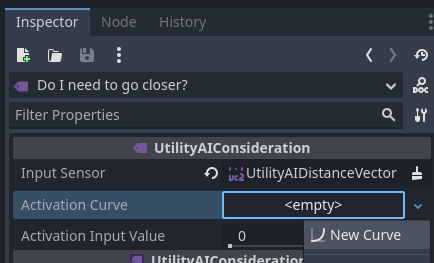 Inspector Node History
Do I need to go closer?
DOC
Filter Properties
UtilityAIConsideration
Input Sensor UtilityAIDistanceVector
Activation Curve <empty>
Activation Input Value 0 New Curve